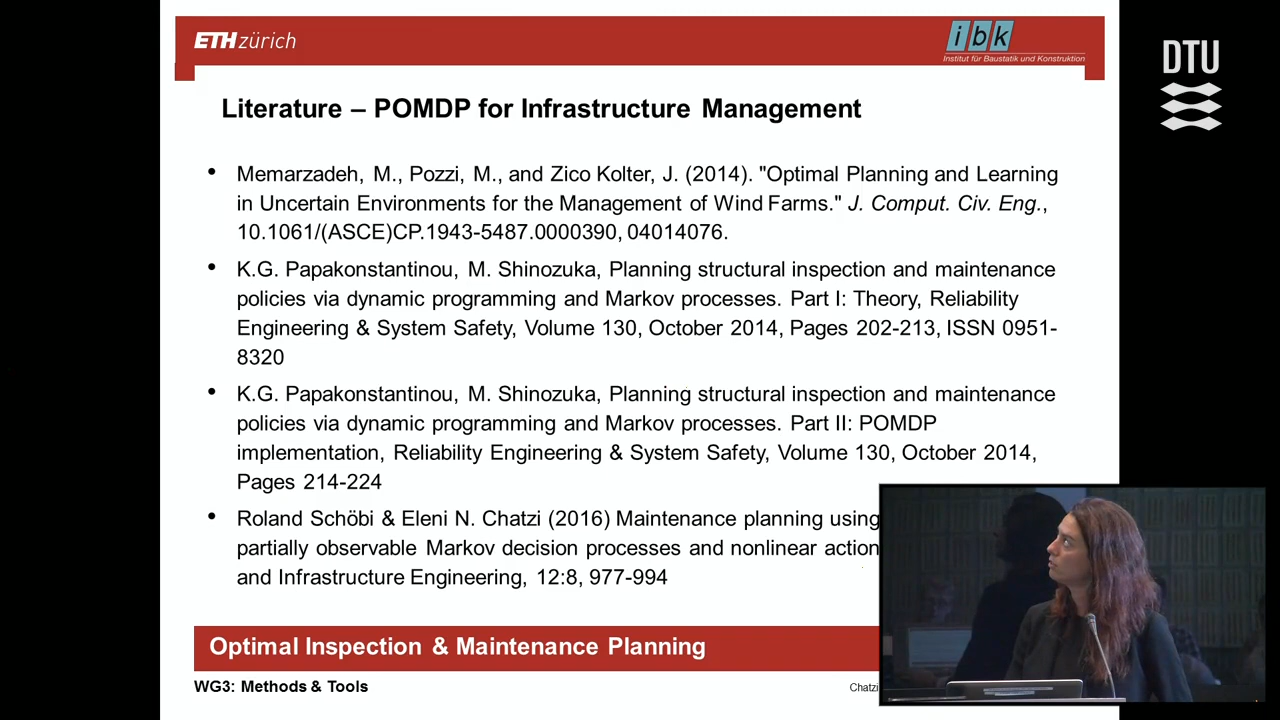 ETH zürich
ibk
Institut für Baustatik und Konstruktion
DTU
Literature – POMDP for Infrastructure Management
• Memarzadeh, M., Pozzi, M., and Zico Kolter, J. (2014). "Optimal Planning and Learning
in Uncertain Environments for the Management of Wind Farms." J. Comput. Civ. Eng.,
10.1061/(ASCE)CP.1943-5487.0000390, 04014076.
• K.G. Papakonstantinou, M. Shinozuka, Planning structural inspection and maintenance
policies via dynamic programming and Markov processes. Part I: Theory, Reliability
Engineering & System Safety, Volume 130, October 2014, Pages 202-213, ISSN 0951-
8320
• K.G. Papakonstantinou, M. Shinozuka, Planning structural inspection and maintenance
policies via dynamic programming and Markov processes. Part II: POMDP
implementation, Reliability Engineering & System Safety, Volume 130, October 2014,
Pages 214-224
• Roland Schöbi & Eleni N. Chatzi (2016) Maintenance planning using
partially observable Markov decision processes and nonlinear action
and Infrastructure Engineering, 12:8, 977-994
Optimal Inspection & Maintenance Planning
WG3: Methods & Tools
Chatzi